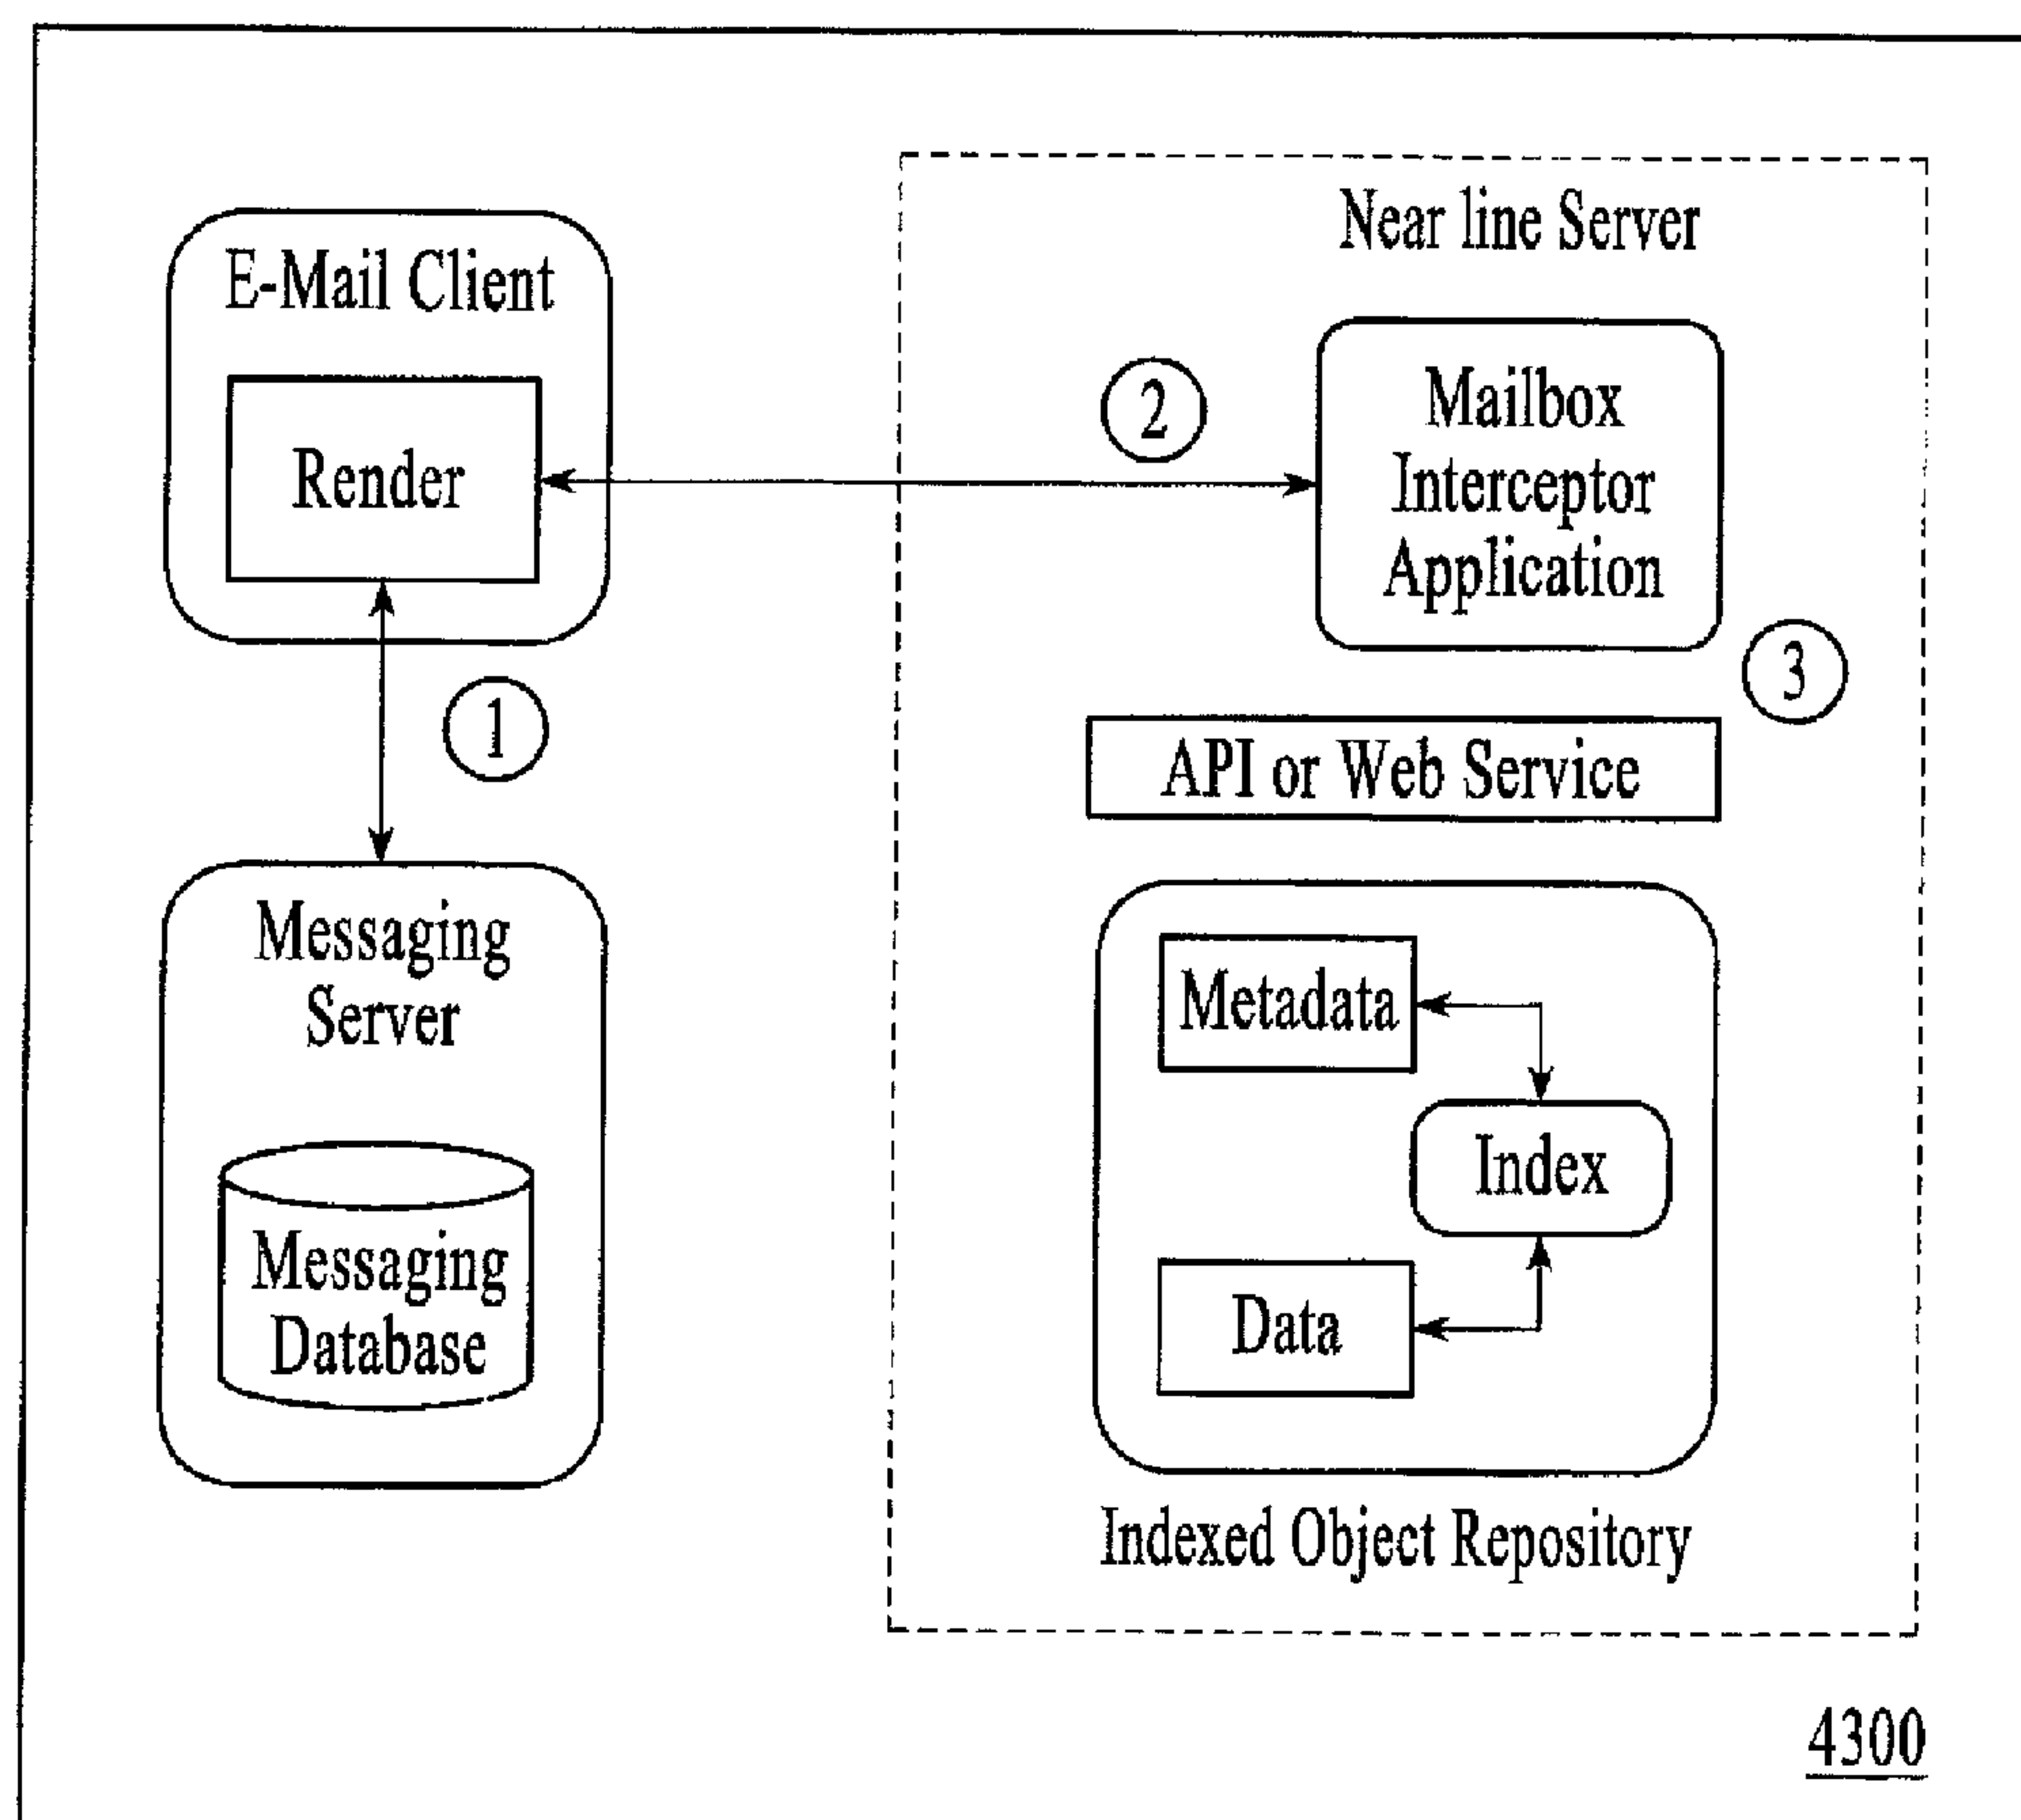 Near line Server
E-Mail Client
Render
2
Mailbox
Interceptor
Application
3
1
API or Web Service
Messaging
Server
Messaging
Database
Metadata
Index
Data
Indexed Object Repository
4300